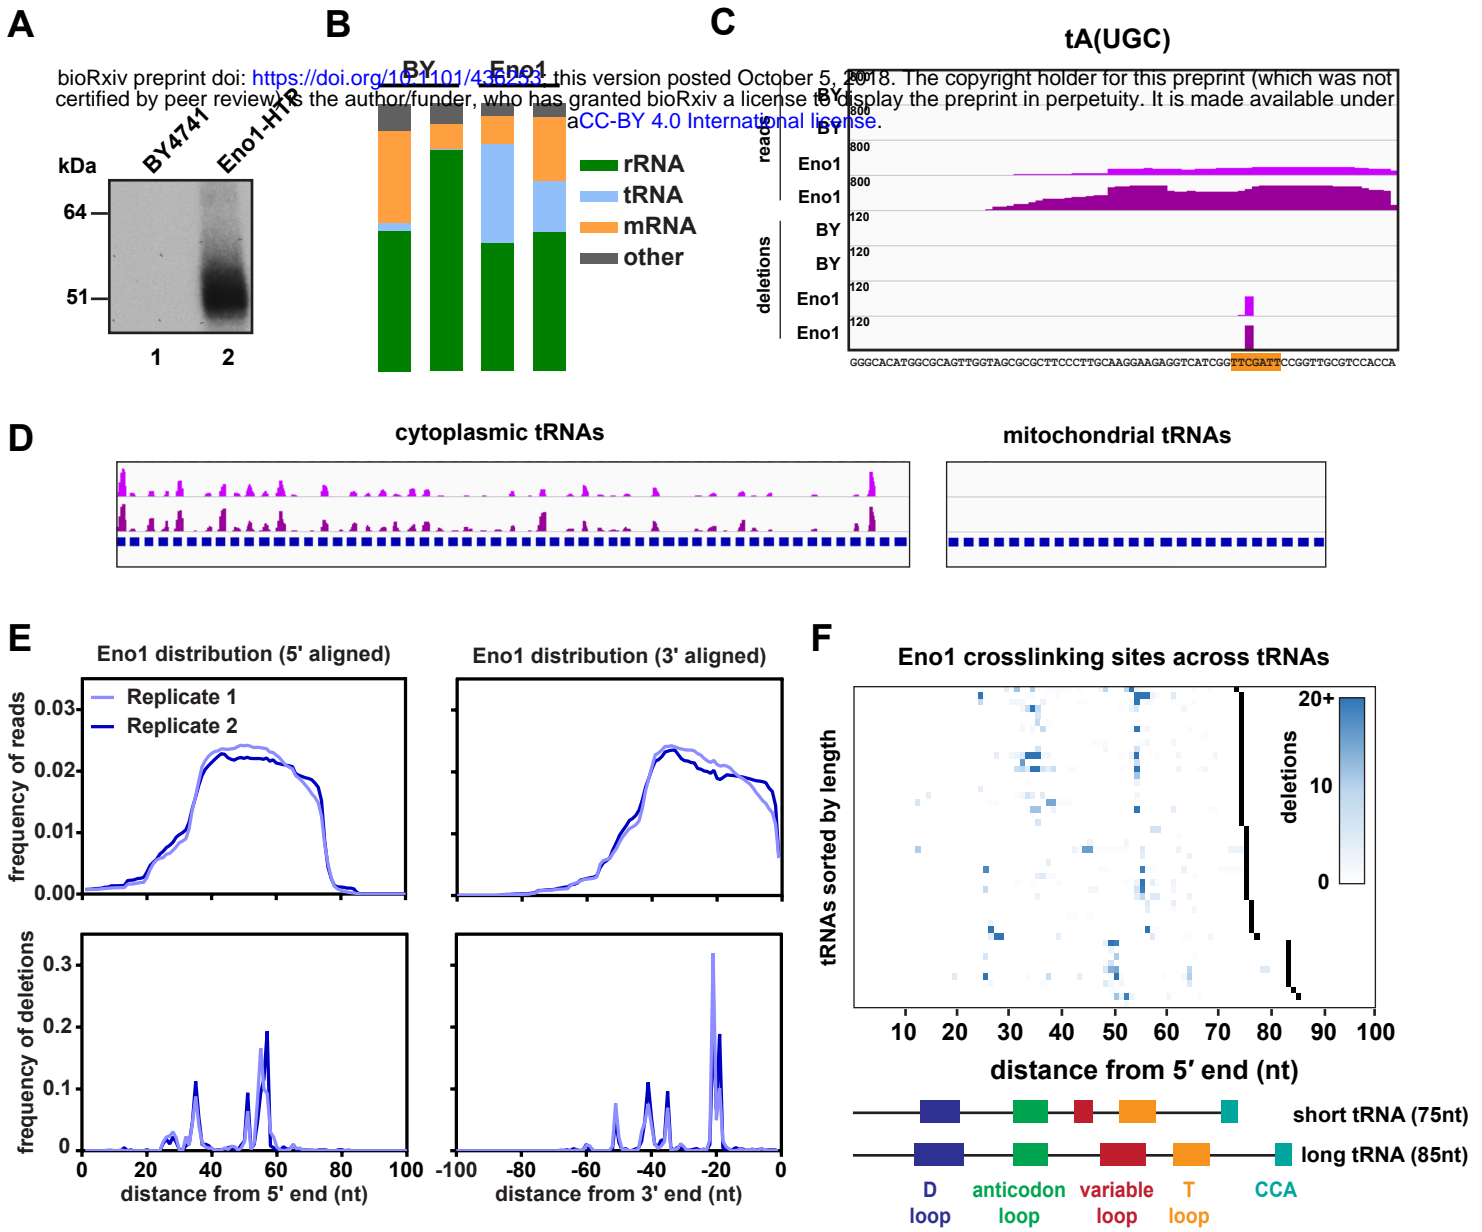 A
B
C
tA(UGC)
bioRxiv preprint doi: https://doi.org/10.1101/436253; this version posted October 5, 2018. The copyright holder for this preprint (which was not
certified by peer review) is the author/funder, who has granted bioRxiv a license to display the preprint in perpetuity. It is made available under
aCC-BY 4.0 International license.
BY4741
Eno1-HTP
kDa
64
51
1
2
BY
Eno1
rRNA
tRNA
mRNA
other
reads
800
BY
800
BY
800
Eno1
800
Eno1
deletions
120
BY
120
BY
120
Eno1
120
Eno1
GGGCACATGGCGCAGTTGGTAGCGCGCTTCCCTTGCAAGGAAGAGGTCATCGGTTCGATTCCGGTTGCGTCCACCA
D
cytoplasmic tRNAs
mitochondrial tRNAs
E
Eno1 distribution (5' aligned)
Eno1 distribution (3' aligned)
Replicate 1
Replicate 2
frequency of reads
0.03
0.02
0.01
0.00
frequency of deletions
0.3
0.2
0.1
0
0 20 40 60 80 100
-100 -80 -60 -40 -20 0
distance from 5' end (nt)
distance from 3' end (nt)
F
Eno1 crosslinking sites across tRNAs
tRNAs sorted by length
20+
10
0
deletions
10 20 30 40 50 60 70 80 90 100
distance from 5′ end (nt)
short tRNA (75nt)
long tRNA (85nt)
D loop
anticodon loop
variable loop
T loop
CCA